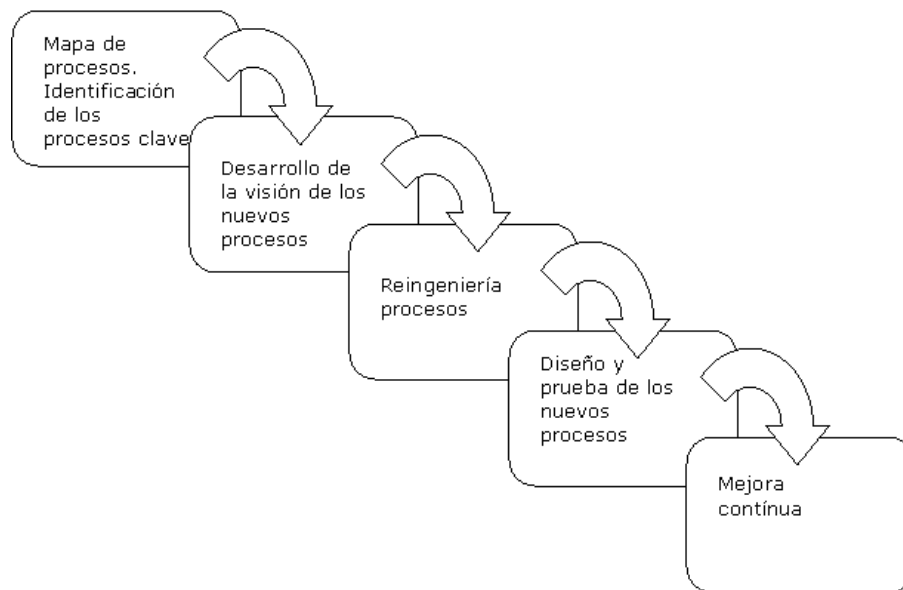 Mapa de
procesos.
Identificación
de los
procesos clave
Desarrollo de
la visión de los
nuevos
procesos
Reingeniería
procesos
Diseño y
prueba de los
nuevos
procesos
Mejora
contínua